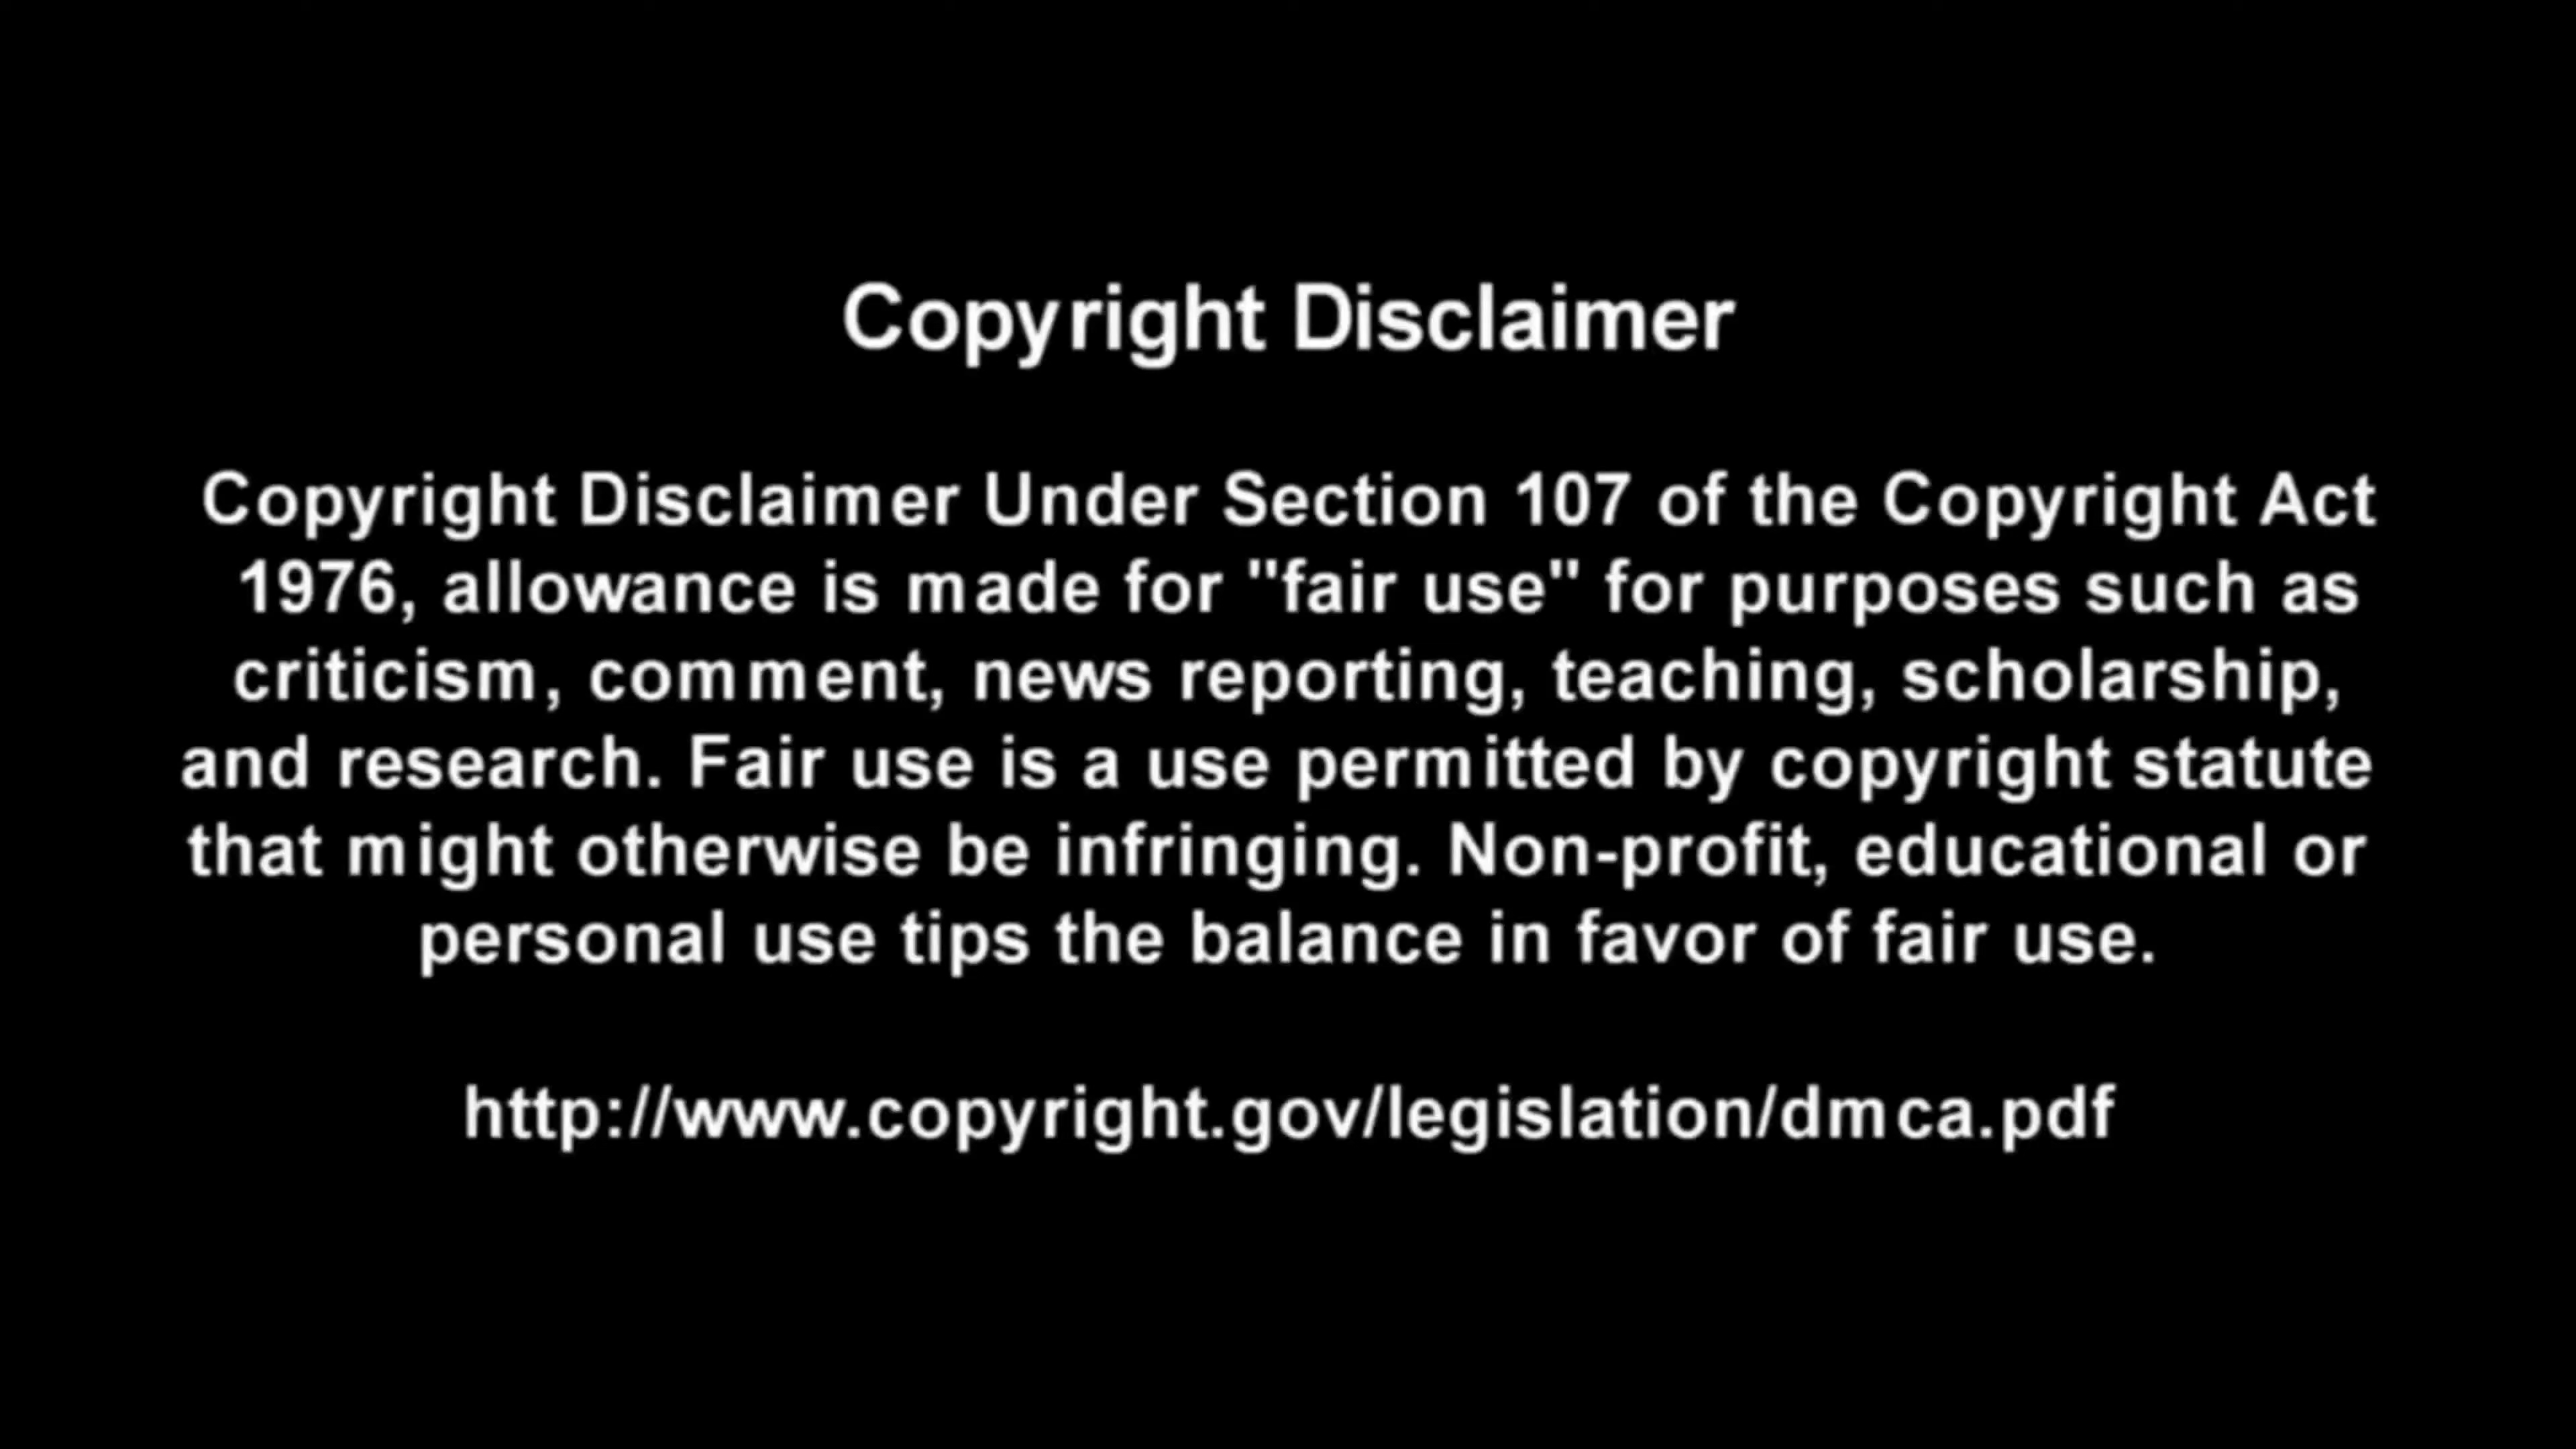 Copyright Disclaimer
Copyright Disclaimer Under Section 107 of the Copyright Act
1976, allowance is made for "fair use" for purposes such as
criticism, comment, news reporting, teaching, scholarship,
and research. Fair use is a use permitted by copyright statute
that might otherwise be infringing. Non-profit, educational or
personal use tips the balance in favor of fair use.
http://www.copyright.gov/legislation/dmca.pdf